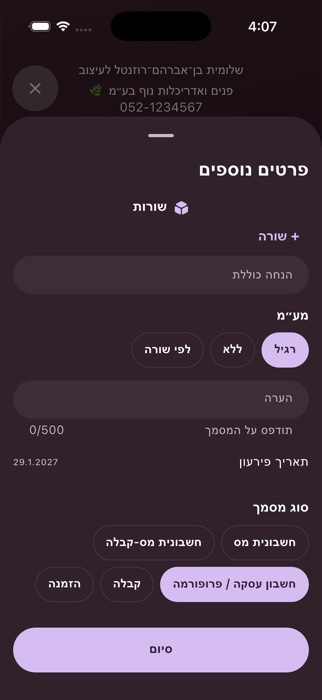 4:07
שלומית בן־אברהם־רוזנטל לעיצוב
פנים ואדריכלות נוף בע״מ 🌿
052-1234567
פרטים נוספים
שורות
+ שורה
הנחה כוללת
מע״מ
רגיל
ללא
לפי שורה
הערה
תודפס על המסמך
0/500
תאריך פירעון
29.1.2027
סוג מסמך
חשבונית מס
חשבונית מס-קבלה
חשבון עסקה / פרופורמה
קבלה
הזמנה
סיום